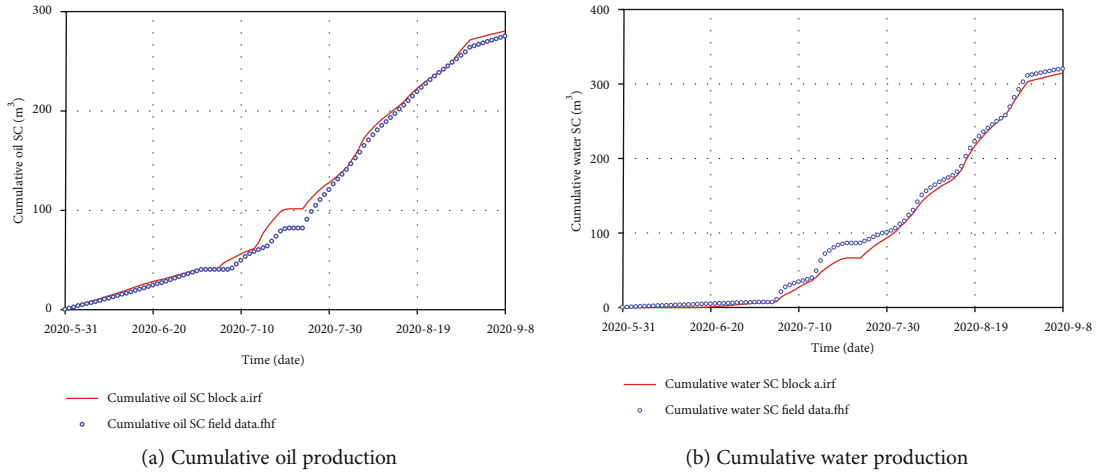 300
200
100
0
Cumulative oil SC (m³)
2020-5-31 2020-6-20 2020-7-10 2020-7-30 2020-8-19 2020-9-8
Time (date)
Cumulative oil SC block a.irf
Cumulative oil SC field data.fhf
(a) Cumulative oil production
400
300
200
100
0
Cumulative water SC (m³)
2020-5-31 2020-6-20 2020-7-10 2020-7-30 2020-8-19 2020-9-8
Time (date)
Cumulative water SC block a.irf
Cumulative water SC field data.fhf
(b) Cumulative water production